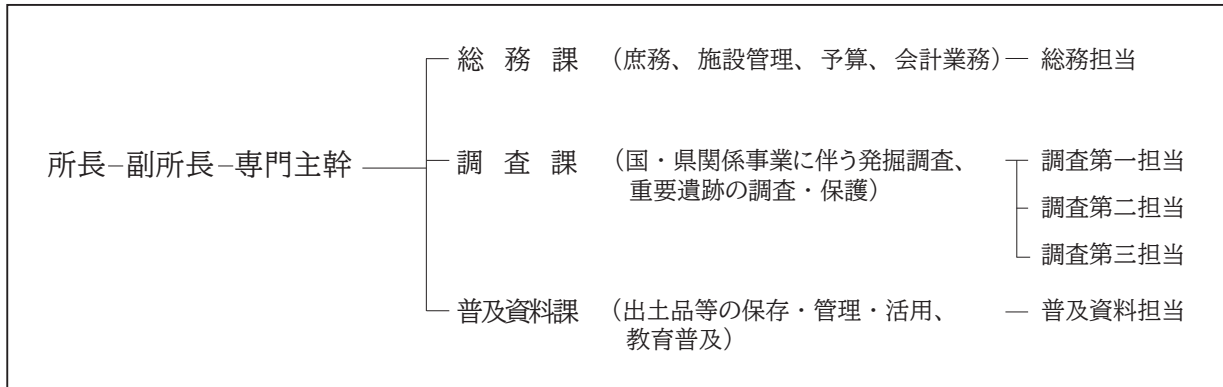 総務課 (庶務、施設管理、予算、会計業務) 総務担当
所長-副所長-専門主幹
調査課 (国・県関係事業に伴う発掘調査、
重要遺跡の調査・保護)
調査第一担当
調査第二担当
調査第三担当
普及資料課 (出土品等の保存・管理・活用、
教育普及)
普及資料担当